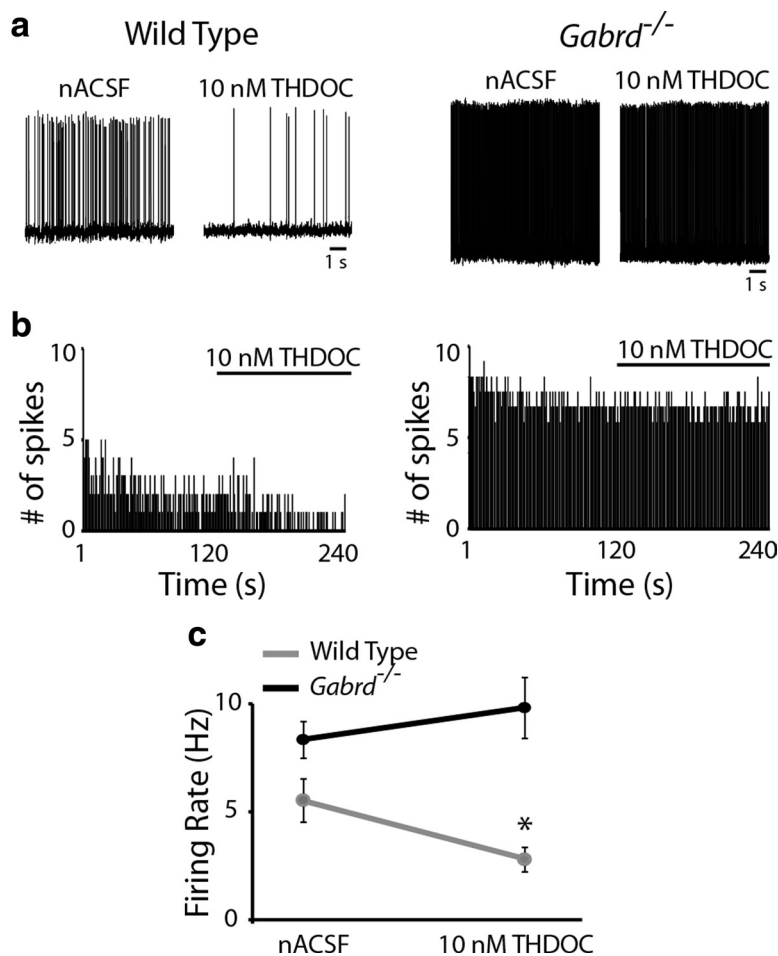 a
Wild Type
Gabrd-/-
nACSF
10 nM THDOC
nACSF
10 nM THDOC
1 s
1 s
b
10
10 nM THDOC
5
0
# of spikes
1
120
240
Time (s)
10
10 nM THDOC
5
0
# of spikes
1
120
240
Time (s)
c
Wild Type
Gabrd-/-
10
5
0
Firing Rate (Hz)
*
nACSF
10 nM THDOC